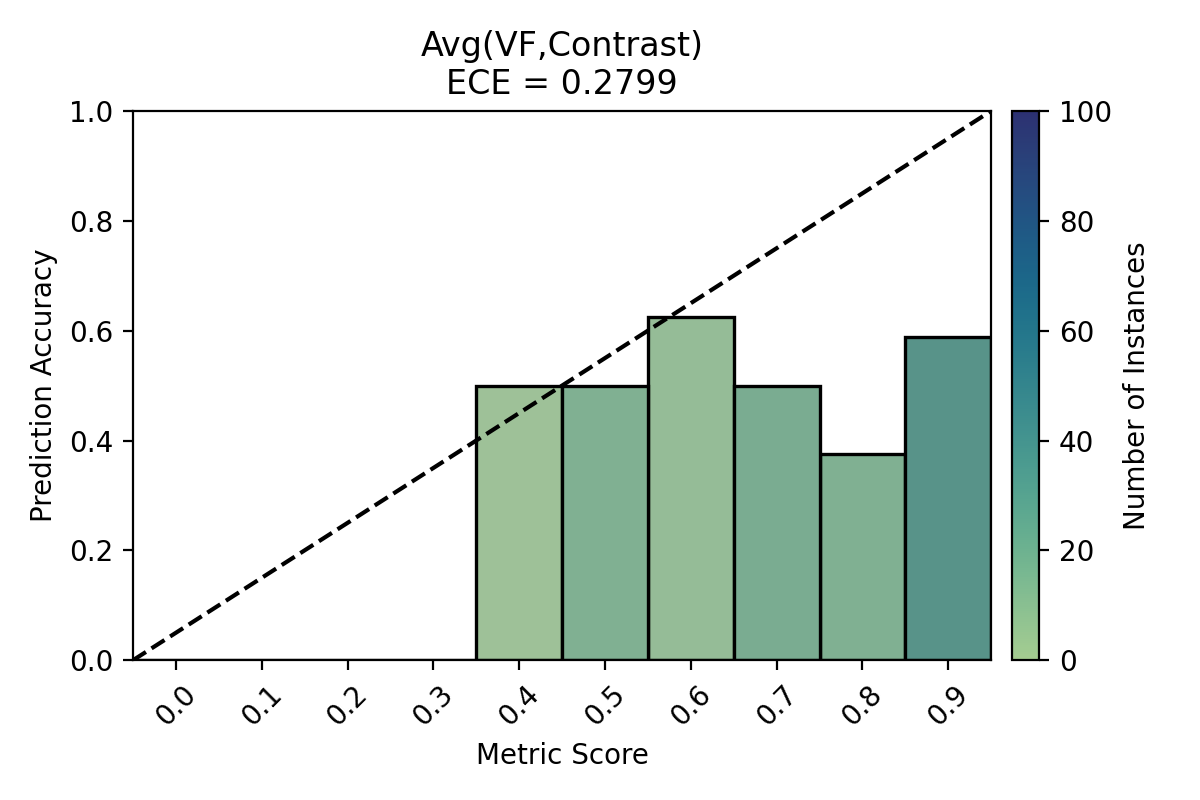 Avg(VF,Contrast)
ECE = 0.2799
Prediction Accuracy
1.0
0.8
0.6
0.4
0.2
0.0
0.0 0.1 0.2 0.3 0.4 0.5 0.6 0.7 0.8 0.9
Metric Score
100
80
60
40
20
0
Number of Instances